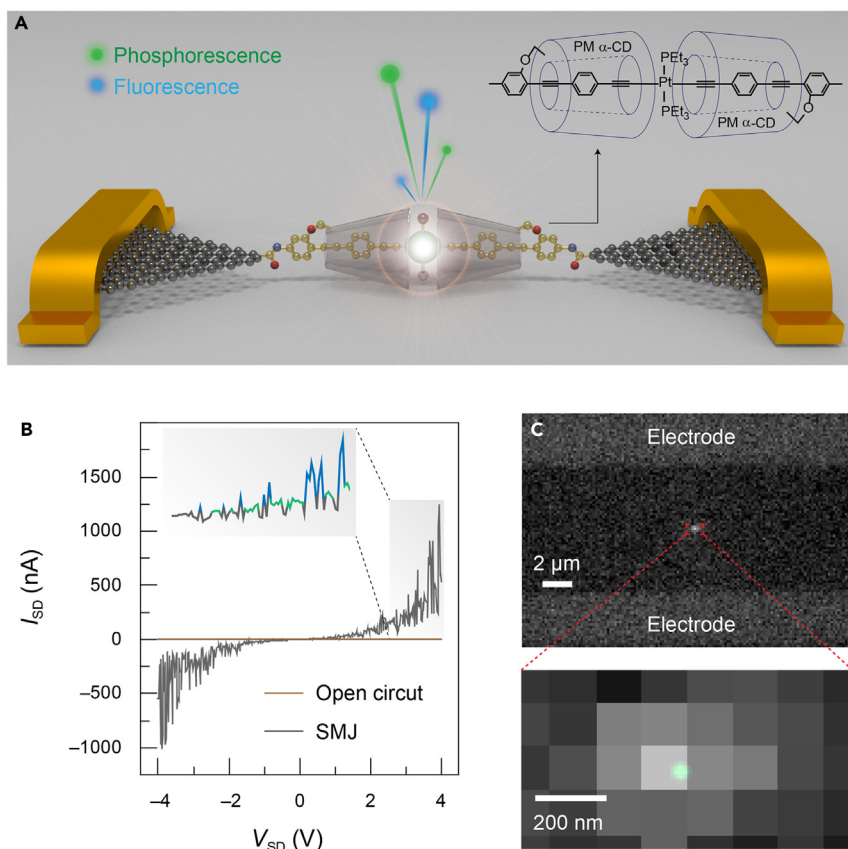 A
Phosphorescence
Fluorescence
PM α-CD
PEt3
Pt
PEt3
PM α-CD
O
O
B
1500
1000
500
0
−500
−1000
ISD (nA)
Open circut
SMJ
−4
−2
0
2
4
VSD (V)
C
Electrode
2 μm
Electrode
200 nm